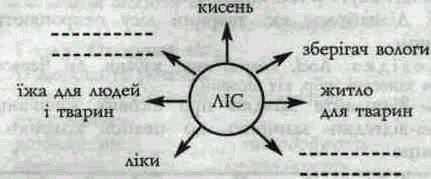 кисень
зберігач вологи
їжа для людей
і тварин
ЛІС
житло
для тварин
ліки